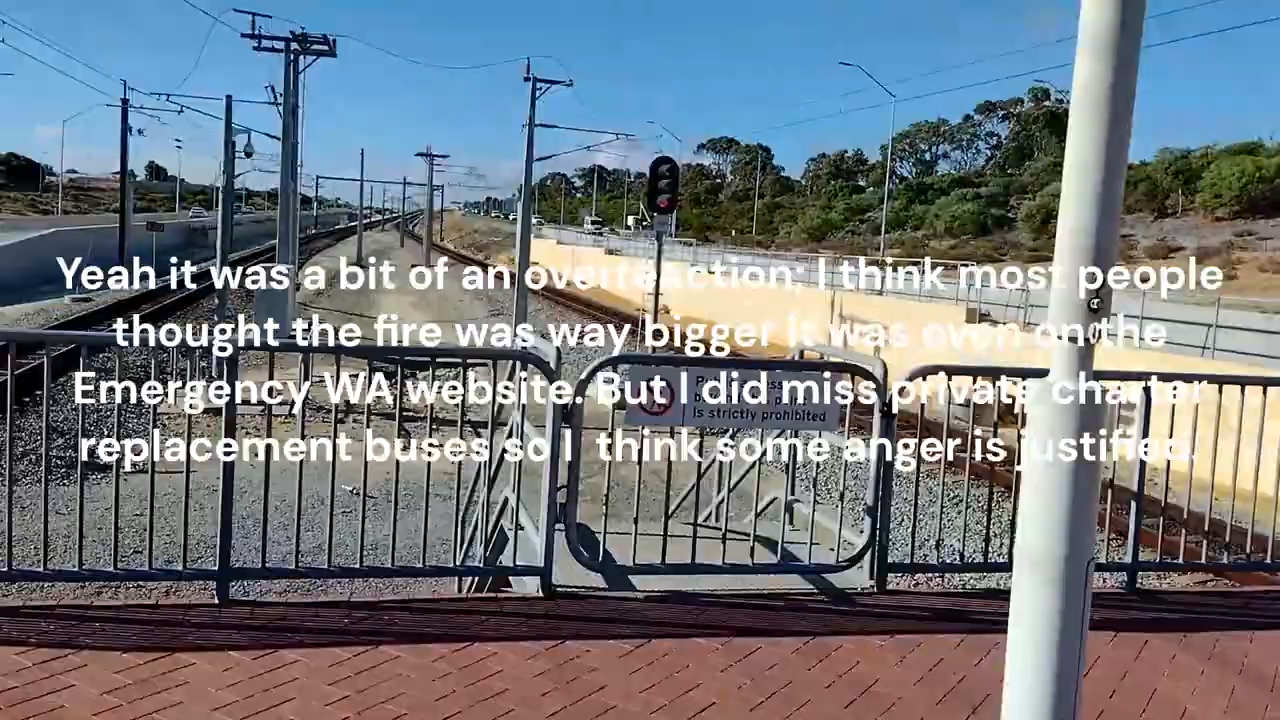 Yeah it was a bit of an overreaction; I think most people
thought the fire was way bigger it was even on the
Emergency WA website. But I did miss private charter
replacement buses so I think some anger is justified.
is strictly prohibited